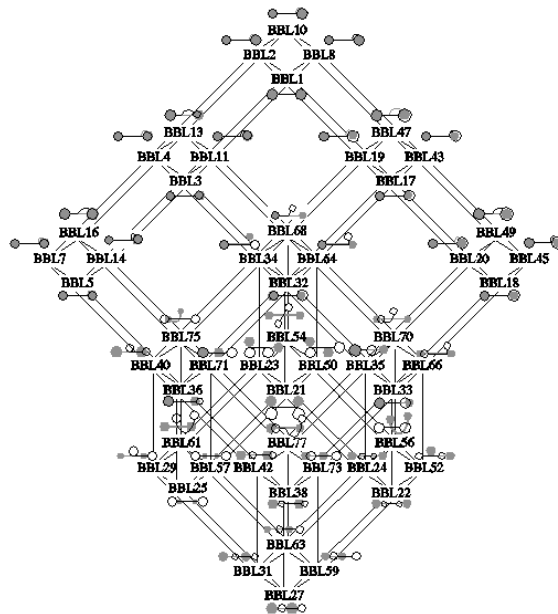 BBL10
BBL2 BBL8
BBL1
BBL13 BBL47
BBL4 BBL11 BBL19 BBL43
BBL3 BBL17
BBL16 BBL68 BBL49
BBL7 BBL14 BBL34 BBL64 BBL20 BBL45
BBL5 BBL32 BBL18
BBL75 BBL54 BBL70
BBL40 BBL71 BBL23 BBL50 BBL35 BBL66
BBL36 BBL21 BBL33
BBL61 BBL77 BBL56
BBL29 BBL57 BBL42 BBL73 BBL24 BBL52
BBL25 BBL38 BBL22
BBL63
BBL31 BBL59
BBL27